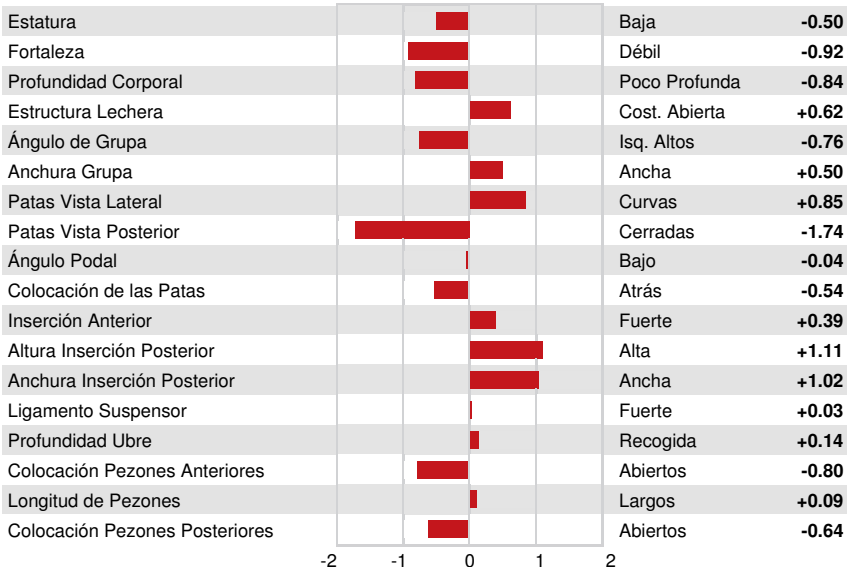 Estatura Baja -0.50
Fortaleza Débil -0.92
Profundidad Corporal Poco Profunda -0.84
Estructura Lechera Cost. Abierta +0.62
Ángulo de Grupa Isq. Altos -0.76
Anchura Grupa Ancha +0.50
Patas Vista Lateral Curvas +0.85
Patas Vista Posterior Cerradas -1.74
Ángulo Podal Bajo -0.04
Colocación de las Patas Atrás -0.54
Inserción Anterior Fuerte +0.39
Altura Inserción Posterior Alta +1.11
Anchura Inserción Posterior Ancha +1.02
Ligamento Suspensor Fuerte +0.03
Profundidad Ubre Recogida +0.14
Colocación Pezones Anteriores Abiertos -0.80
Longitud de Pezones Largos +0.09
Colocación Pezones Posteriores Abiertos -0.64
-2 -1 0 1 2